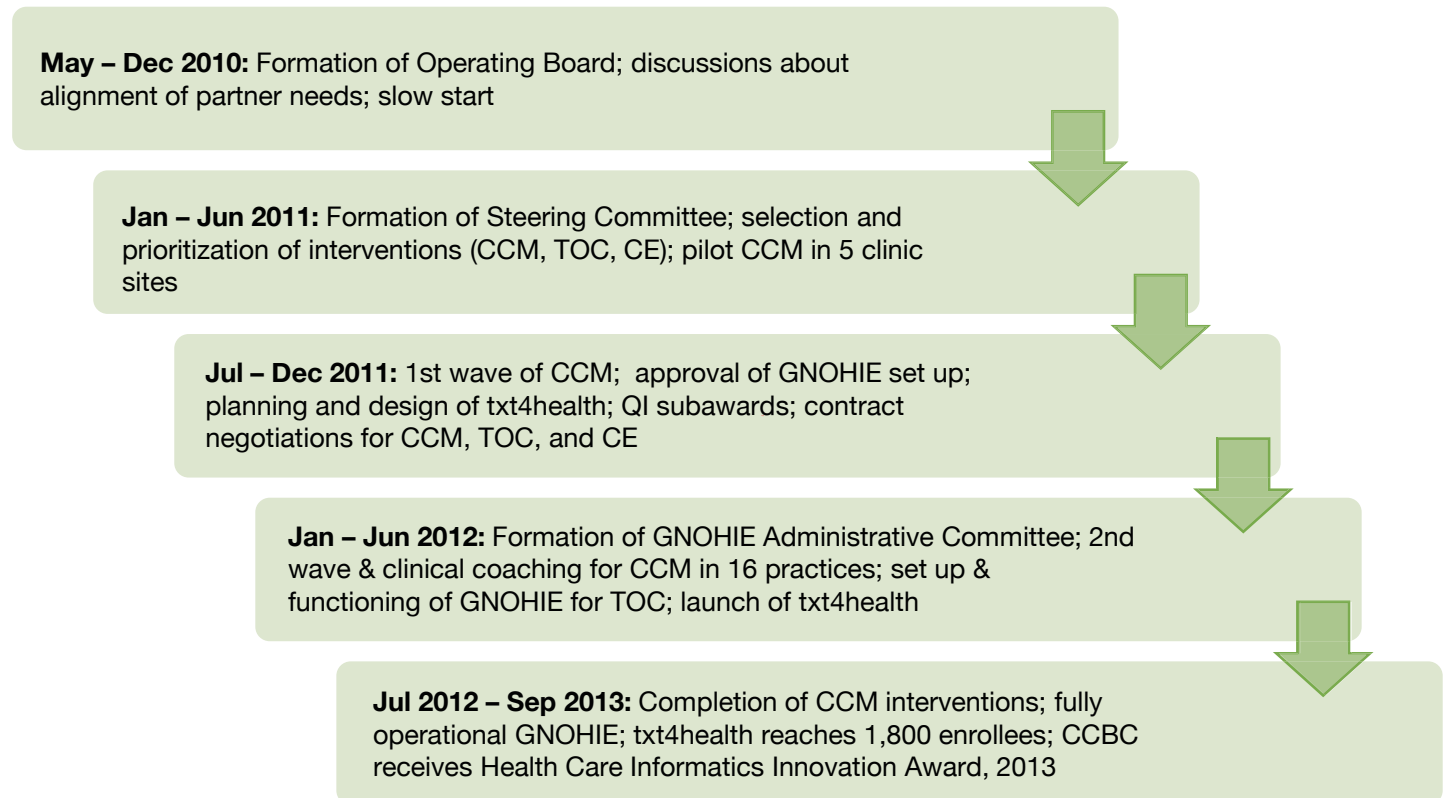 May – Dec 2010: Formation of Operating Board; discussions about
alignment of partner needs; slow start
Jan – Jun 2011: Formation of Steering Committee; selection and
prioritization of interventions (CCM, TOC, CE); pilot CCM in 5 clinic
sites
Jul – Dec 2011: 1st wave of CCM; approval of GNOHIE set up;
planning and design of txt4health; QI subawards; contract
negotiations for CCM, TOC, and CE
Jan – Jun 2012: Formation of GNOHIE Administrative Committee; 2nd
wave & clinical coaching for CCM in 16 practices; set up &
functioning of GNOHIE for TOC; launch of txt4health
Jul 2012 – Sep 2013: Completion of CCM interventions; fully
operational GNOHIE; txt4health reaches 1,800 enrollees; CCBC
receives Health Care Informatics Innovation Award, 2013